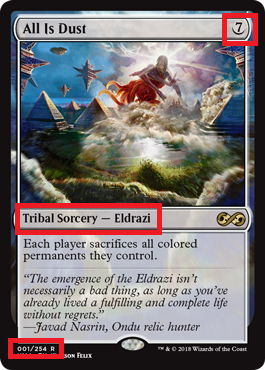 All Is Dust
7
Tribal Sorcery — Eldrazi
Each player sacrifices all colored
permanents they control.
“The emergence of the Eldrazi isn’t
necessarily a bad thing, as long as you’ve
already lived a fulfilling and complete life
without regrets.”
—Javad Nasrin, Ondu relic hunter
001/254 R
™ & © 2018 Wizards of the Coast
son Felix